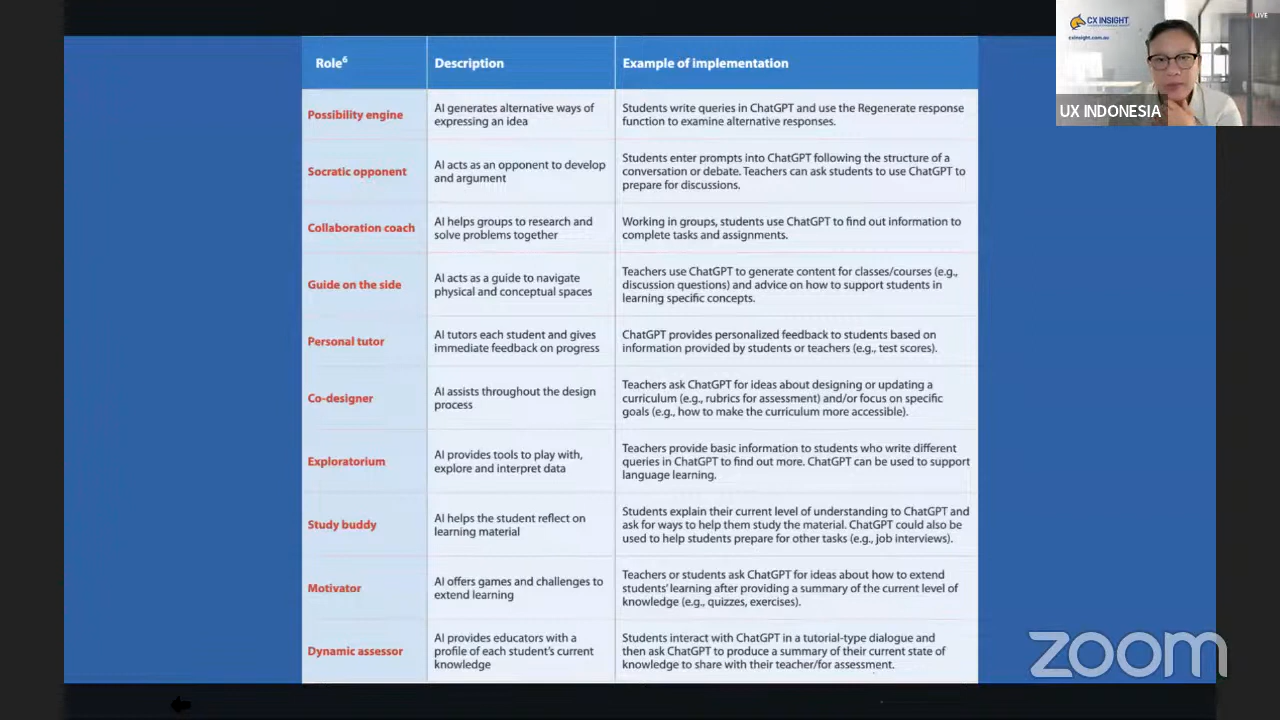 Role6
Description
Example of implementation
Possibility engine
AI generates alternative ways of
expressing an idea
Students write queries in ChatGPT and use the Regenerate response
function to examine alternative responses.
Socratic opponent
AI acts as an opponent to develop
and argument
Students enter prompts into ChatGPT following the structure of a
conversation or debate. Teachers can ask students to use ChatGPT to
prepare for discussions.
Collaboration coach
AI helps groups to research and
solve problems together
Working in groups, students use ChatGPT to find out information to
complete tasks and assignments.
Guide on the side
AI acts as a guide to navigate
physical and conceptual spaces
Teachers use ChatGPT to generate content for classes/courses (e.g.,
discussion questions) and advice on how to support students in
learning specific concepts.
Personal tutor
AI tutors each student and gives
immediate feedback on progress
ChatGPT provides personalized feedback to students based on
information provided by students or teachers (e.g., test scores).
Co-designer
AI assists throughout the design
process
Teachers ask ChatGPT for ideas about designing or updating a
curriculum (e.g., rubrics for assessment) and/or focus on specific
goals (e.g., how to make the curriculum more accessible).
Exploratorium
AI provides tools to play with,
explore and interpret data
Teachers provide basic information to students who write different
queries in ChatGPT to find out more. ChatGPT can be used to support
language learning.
Study buddy
AI helps the student reflect on
learning material
Students explain their current level of understanding to ChatGPT and
ask for ways to help them study the material. ChatGPT could also be
used to help students prepare for other tasks (e.g., job interviews).
Motivator
AI offers games and challenges to
extend learning
Teachers or students ask ChatGPT for ideas about how to extend
students' learning after providing a summary of the current level of
knowledge (e.g., quizzes, exercises).
Dynamic assessor
AI provides educators with a
profile of each student's current
knowledge
Students interact with ChatGPT in a tutorial-type dialogue and
then ask ChatGPT to produce a summary of their current state of
knowledge to share with their teacher/for assessment.
CX INSIGHT
cxinsight.com.au
LIVE
UX INDONESIA
zoom